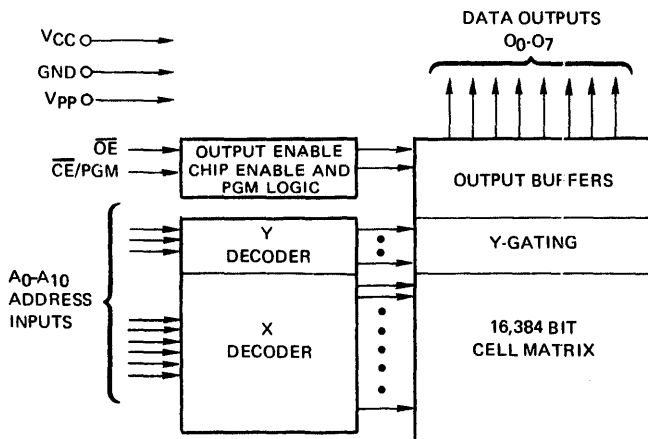 DATA OUTPUTS
O0-O7
VCC
GND
VPP
OE
CE/PGM
OUTPUT ENABLE
CHIP ENABLE AND
PGM LOGIC
OUTPUT BUFFERS
Y
DECODER
Y-GATING
A0-A10
ADDRESS
INPUTS
X
DECODER
16,384 BIT
CELL MATRIX